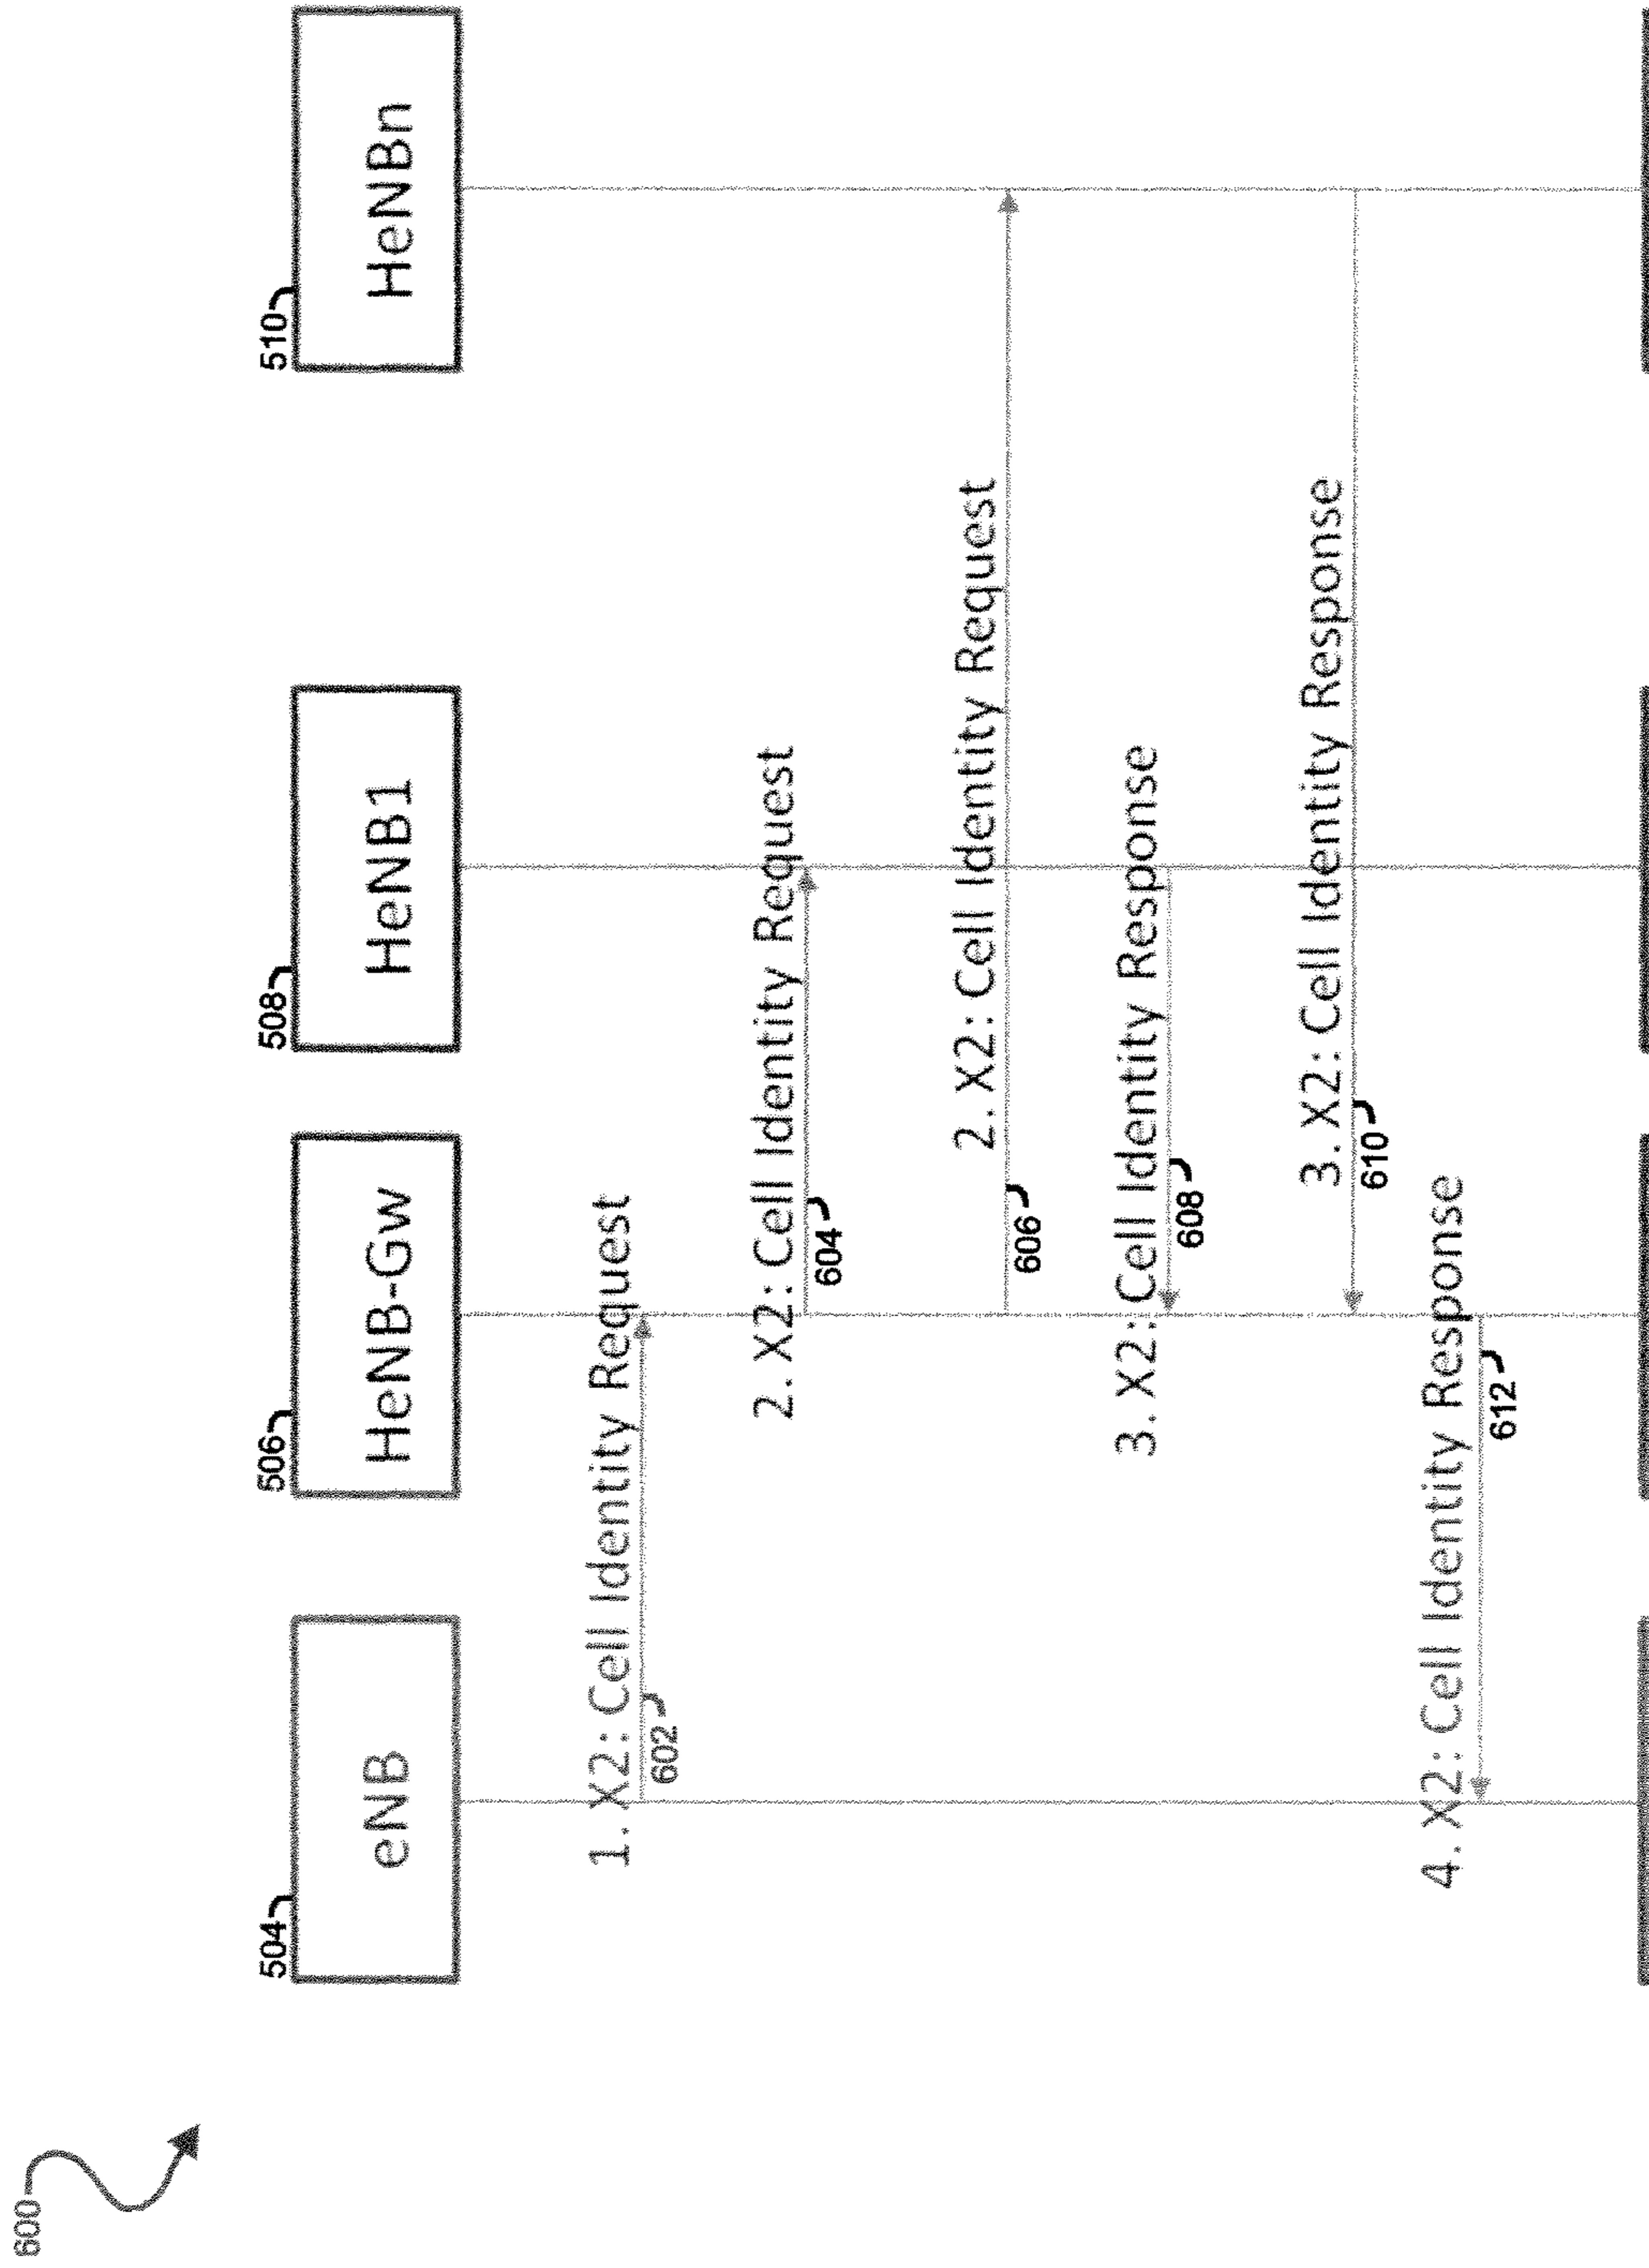 600
504
506
508
510
eNB
HeNB-Gw
HeNB1
HeNBn
1. X2: Cell Identity Request
602
2. X2: Cell Identity Request
604
2. X2: Cell Identity Request
606
3. X2: Cell Identity Response
608
3. X2: Cell Identity Response
610
4. X2: Cell Identity Response
612